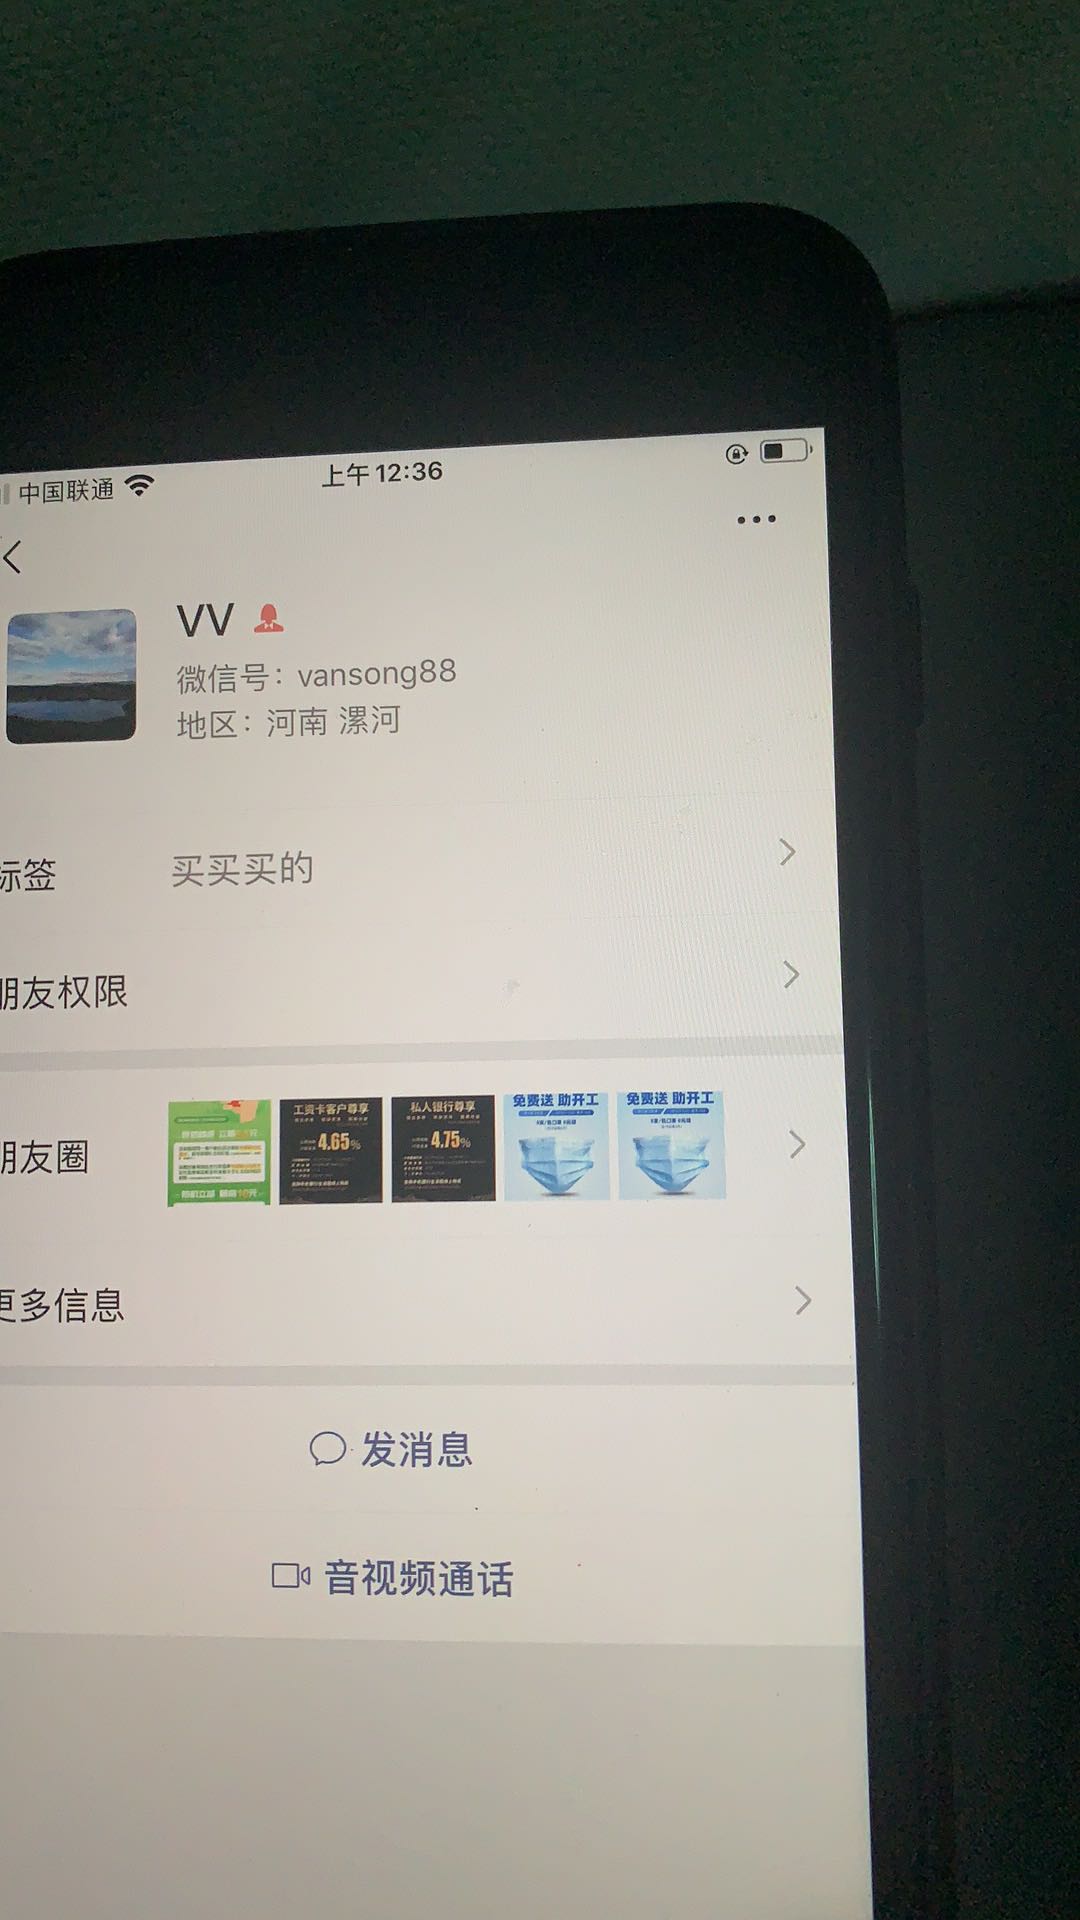 中国联通
上午12:36
VV
微信号：vansong88
地区：河南 漯河
标签
买买买的
朋友权限
朋友圈
工资卡客户尊享
4.65%
私人银行尊享
4.75%
免费送 助开工
免费送 助开工
更多信息
发消息
音视频通话